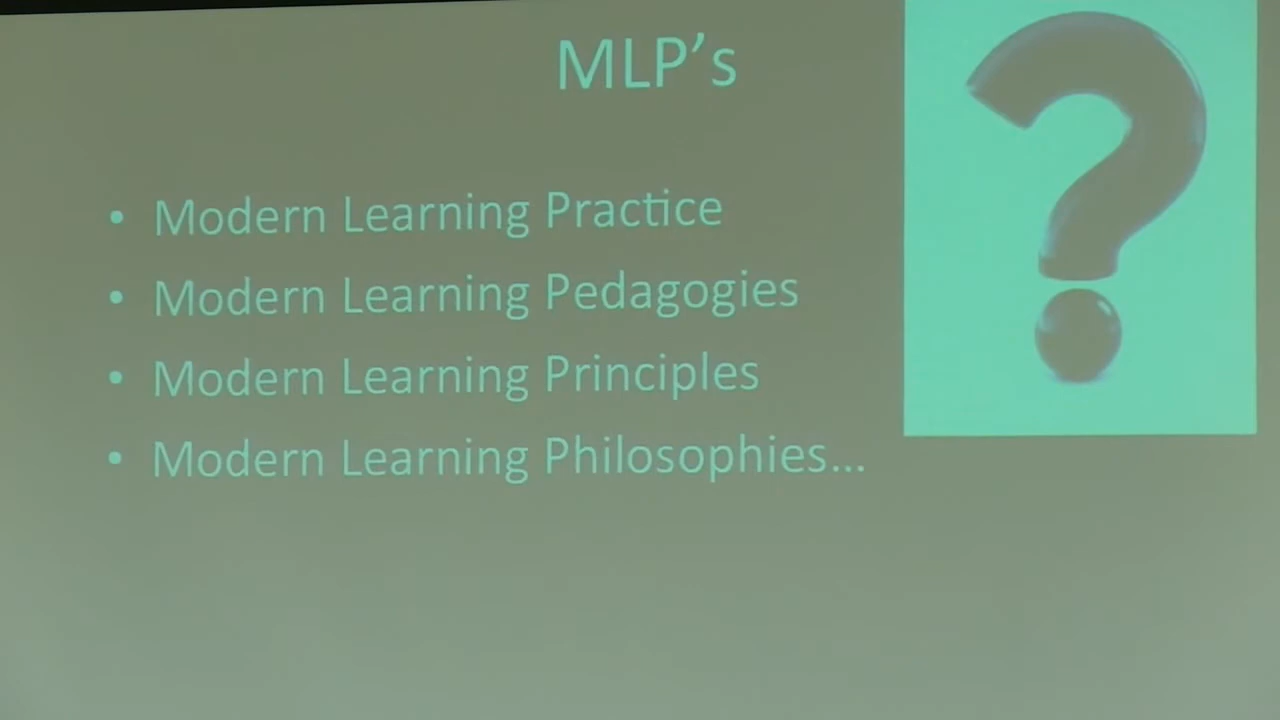 MLP's
• Modern Learning Practice
• Modern Learning Pedagogies
• Modern Learning Principles
• Modern Learning Philosophies...